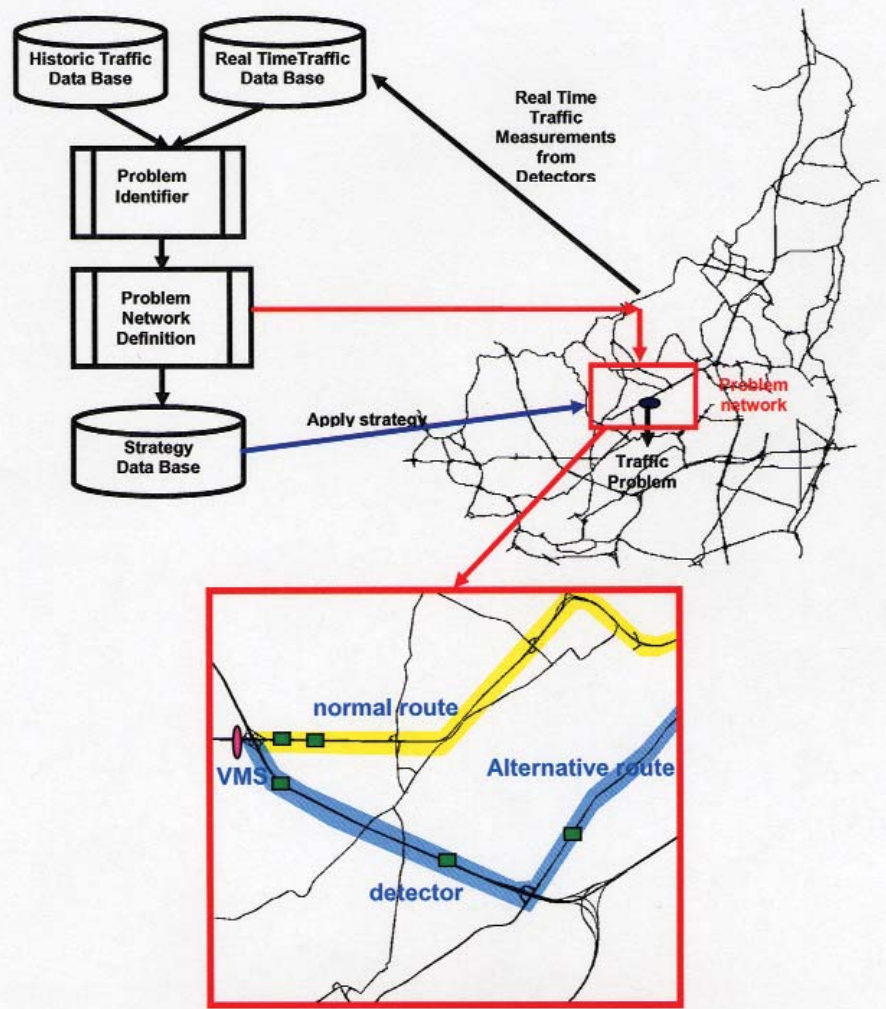 Historic Traffic
Data Base
Real TimeTraffic
Data Base
Real Time
Traffic
Measurements
from
Detectors
Problem
Identifier
Problem
Network
Definition
Problem
network
Apply strategy
Strategy
Data Base
Traffic
Problem
normal route
VMS
Alternative route
detector